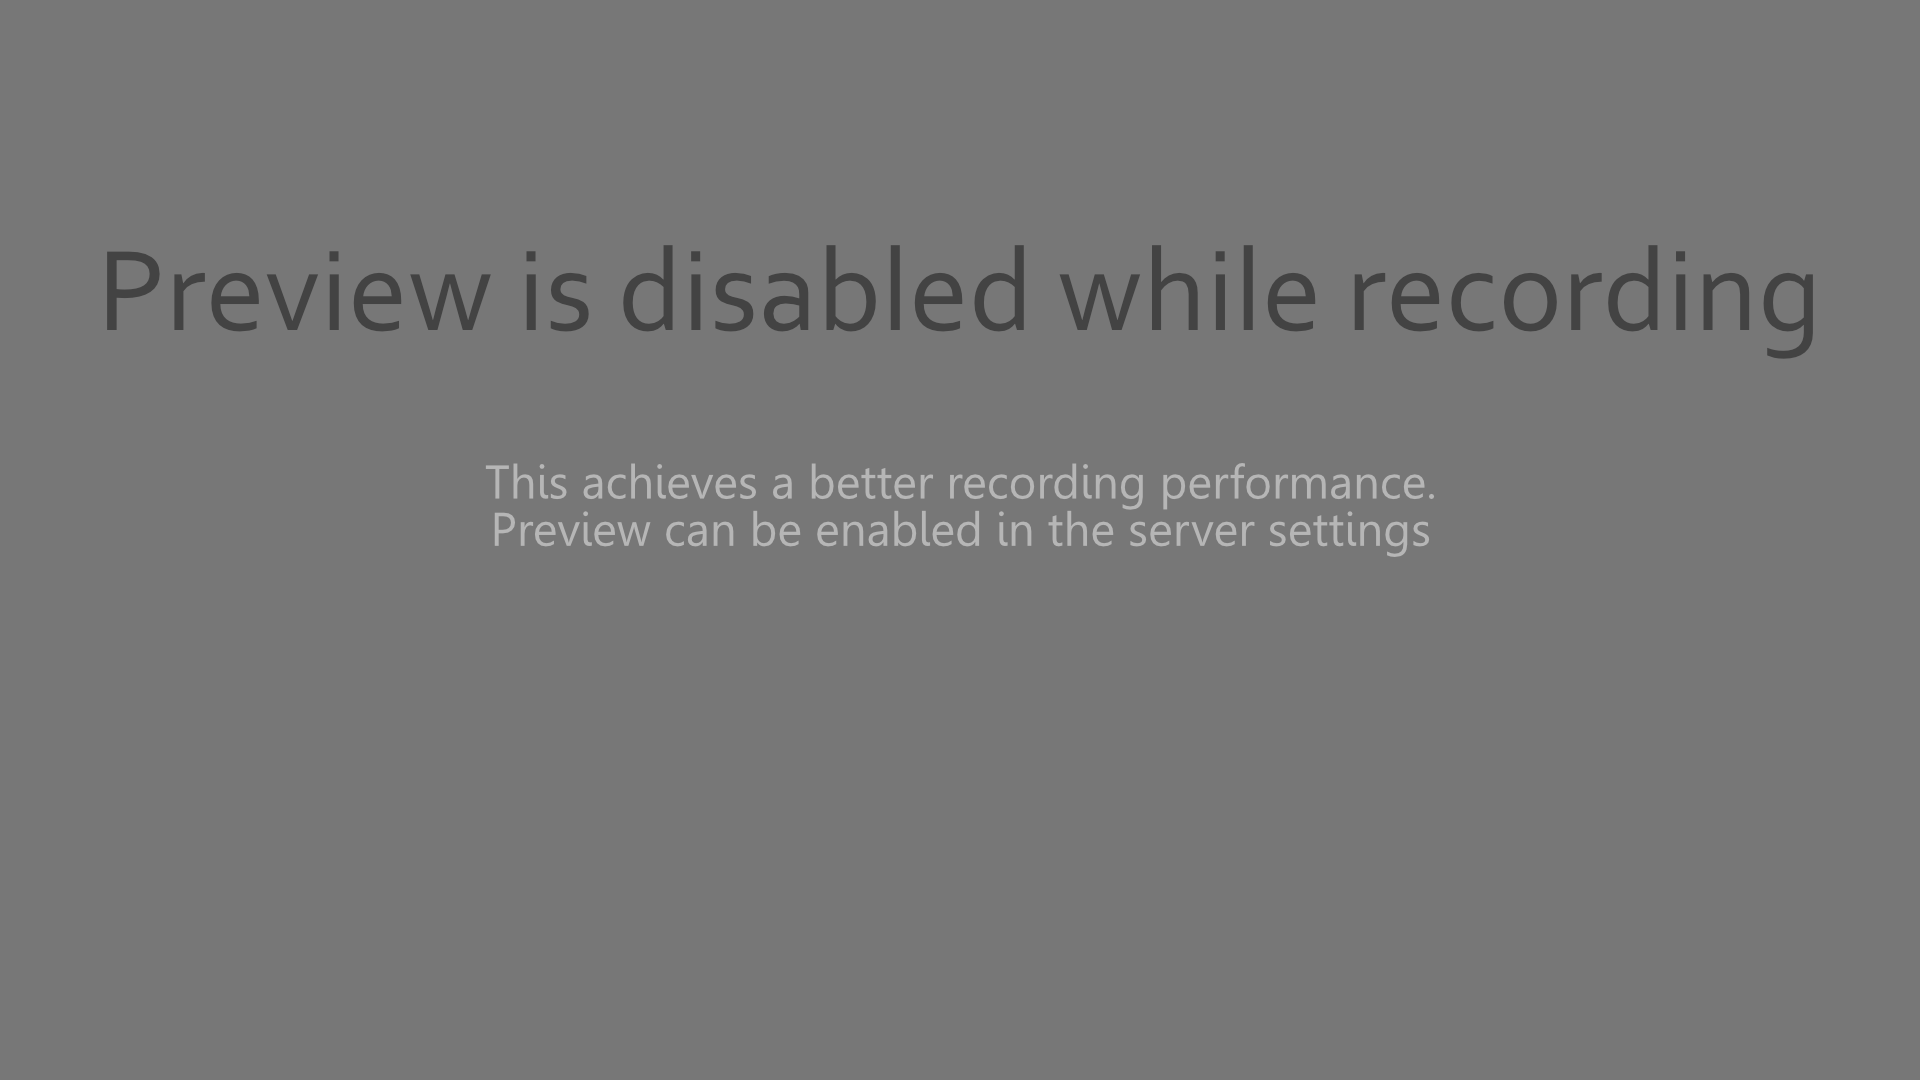 Preview is disabled while recording
This achieves a better recording performance.
Preview can be enabled in the server settings